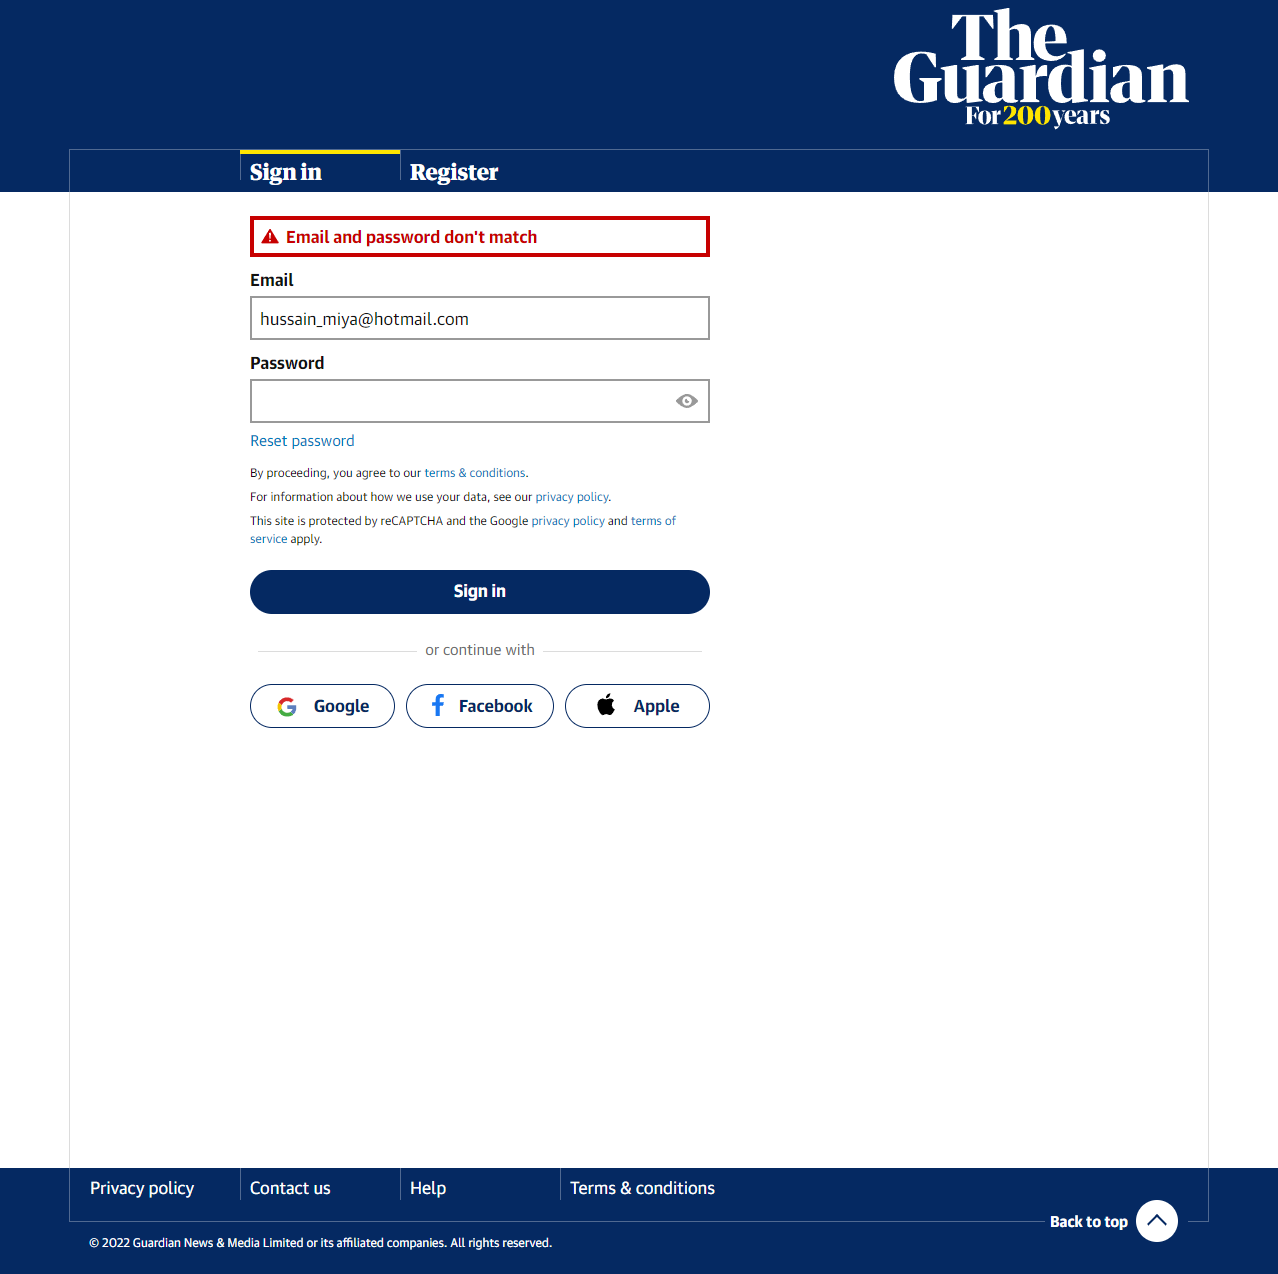 The
Guardian
For 200 years
Sign in
Register
Email and password don't match
Email
hussain_miya@hotmail.com
Password
Reset password
By proceeding, you agree to our terms & conditions.
For information about how we use your data, see our privacy policy.
This site is protected by reCAPTCHA and the Google privacy policy and terms of
service apply.
Sign in
or continue with
Google
Facebook
Apple
Privacy policy
Contact us
Help
Terms & conditions
Back to top
© 2022 Guardian News & Media Limited or its affiliated companies. All rights reserved.